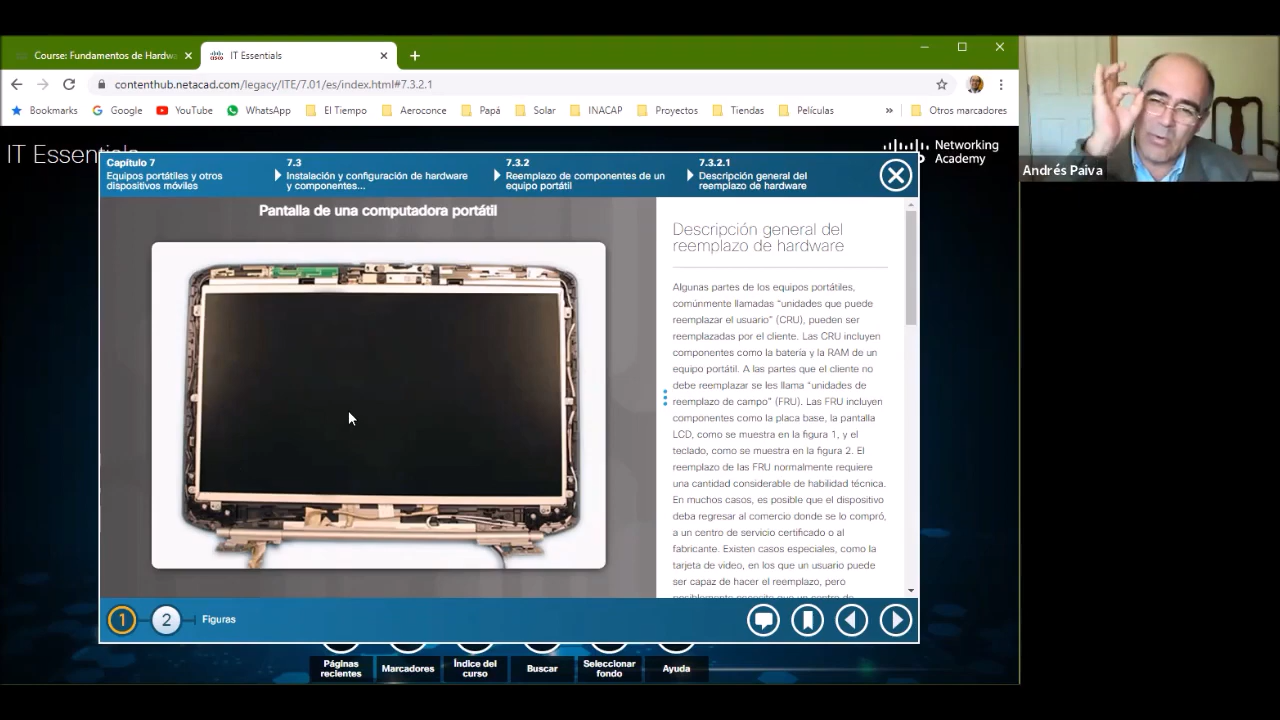 Course: Fundamentos de Hardwa
IT Essentials
contenthub.netacad.com/legacy/ITE/7.01/es/index.html#7.3.2.1
Bookmarks
Google
YouTube
WhatsApp
El Tiempo
Aeroconce
Papá
Solar
INACAP
Proyectos
Tiendas
Películas
»
Otros marcadores
IT Essentials
Networking
Academy
Andrés Paiva
Capítulo 7
Equipos portátiles y otros
dispositivos móviles
7.3
Instalación y configuración de hardware
y componentes...
7.3.2
Reemplazo de componentes de un
equipo portátil
7.3.2.1
Descripción general del
reemplazo de hardware
Pantalla de una computadora portátil
Descripción general del
reemplazo de hardware
Algunas partes de los equipos portátiles,
comúnmente llamadas “unidades que puede
reemplazar el usuario” (CRU), pueden ser
reemplazadas por el cliente. Las CRU incluyen
componentes como la batería y la RAM de un
equipo portátil. A las partes que el cliente no
debe reemplazar se les llama “unidades de
reemplazo de campo” (FRU). Las FRU incluyen
componentes como la placa base, la pantalla
LCD, como se muestra en la figura 1, y el
teclado, como se muestra en la figura 2. El
reemplazo de las FRU normalmente requiere
una cantidad considerable de habilidad técnica.
En muchos casos, es posible que el dispositivo
deba regresar al comercio donde se lo compró,
a un centro de servicio certificado o al
fabricante. Existen casos especiales, como la
tarjeta de video, en los que un usuario puede
ser capaz de hacer el reemplazo, pero
1
2
Figuras
Páginas
recientes
Marcadores
Índice del
curso
Buscar
Seleccionar
fondo
Ayuda